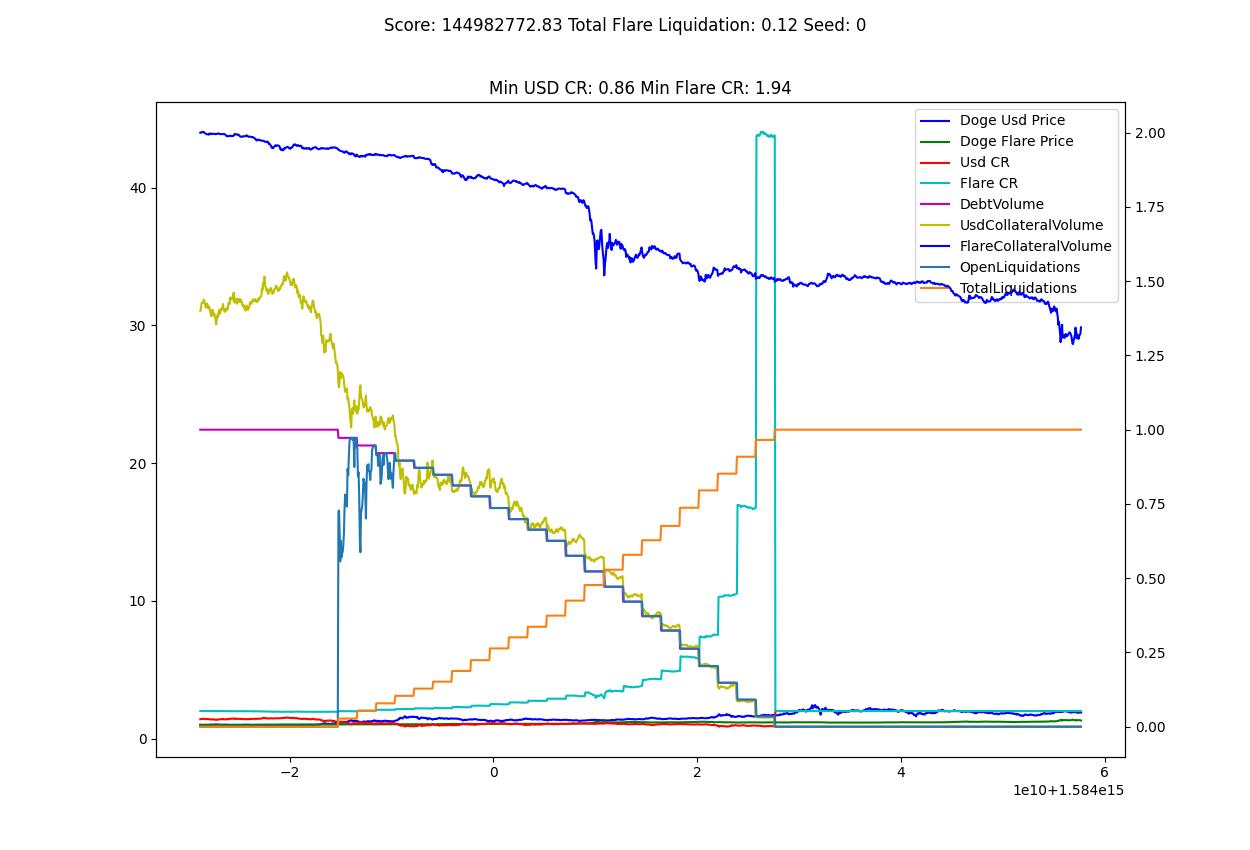 Score: 144982772.83 Total Flare Liquidation: 0.12 Seed: 0
Min USD CR: 0.86 Min Flare CR: 1.94
Doge Usd Price
Doge Flare Price
Usd CR
Flare CR
DebtVolume
UsdCollateralVolume
FlareCollateralVolume
OpenLiquidations
TotalLiquidations
40
30
20
10
0
2.00
1.75
1.50
1.25
1.00
0.75
0.50
0.25
0.00
−2
0
2
4
6
1e10+1.584e15